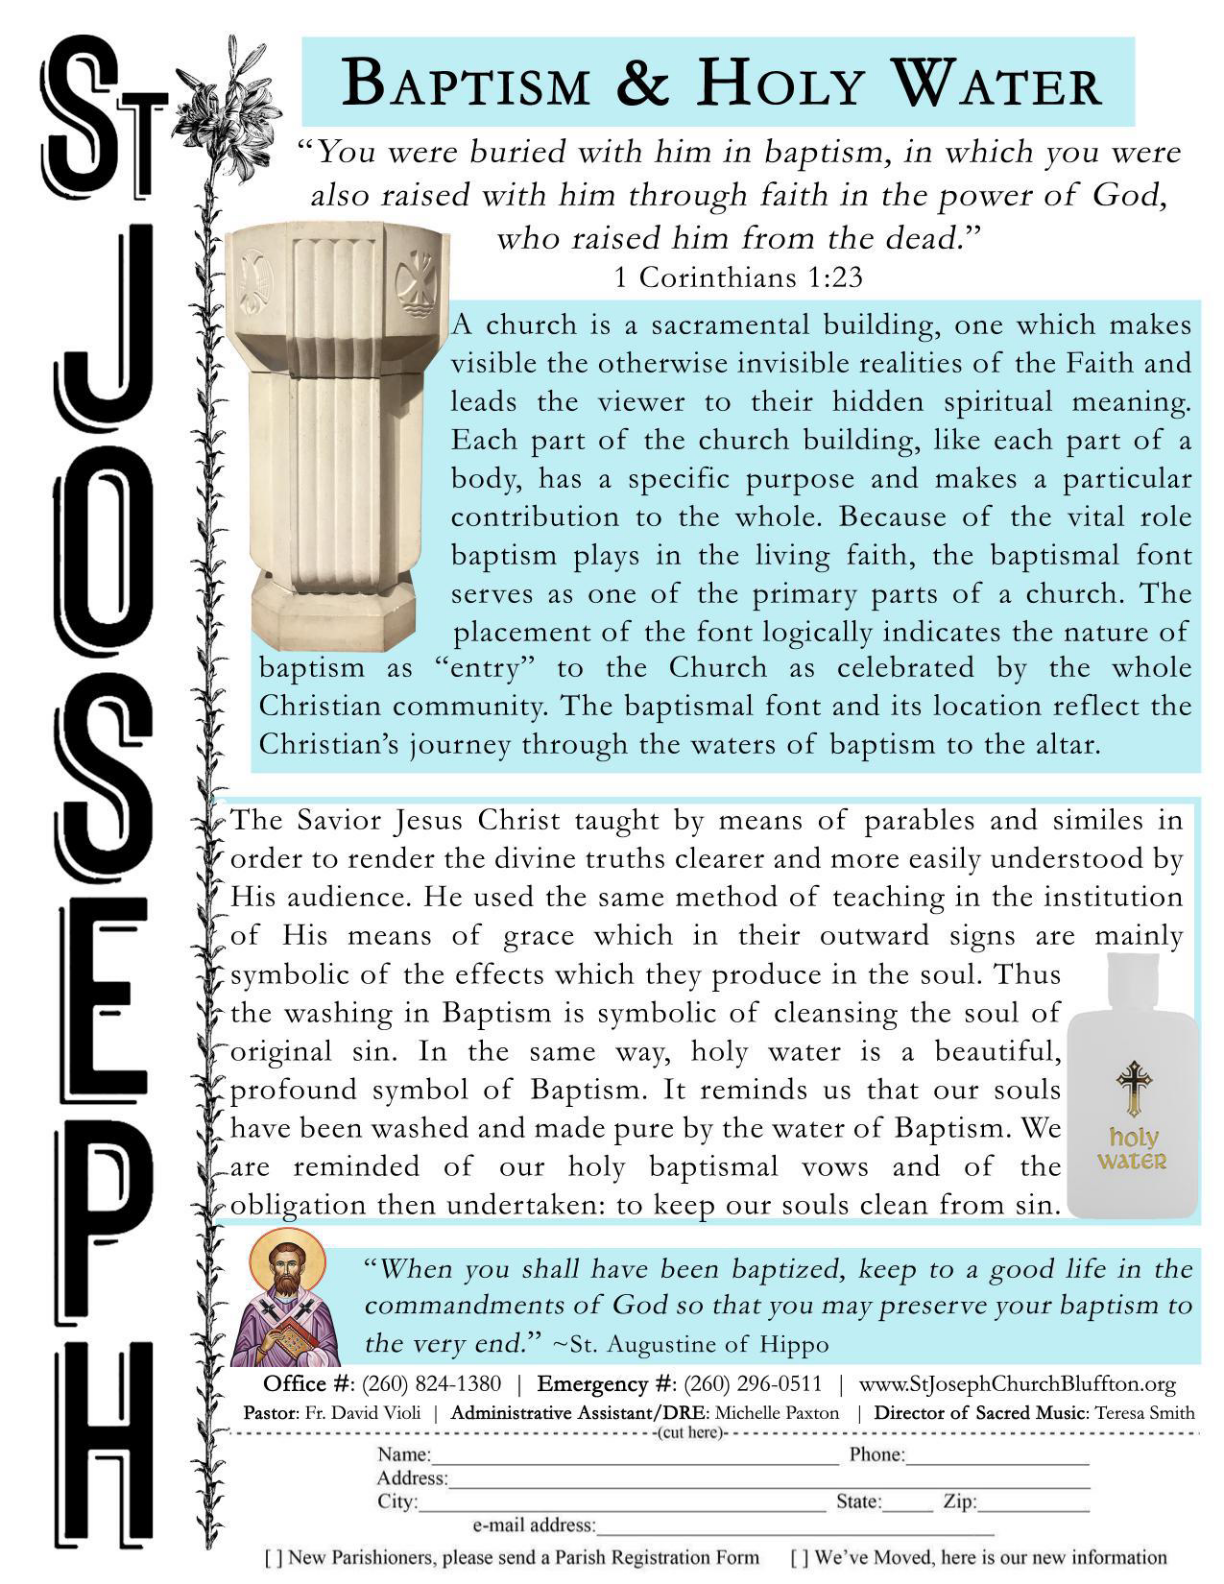 ST JOSEPH
BAPTISM & HOLY WATER
“You were buried with him in baptism, in which you were
also raised with him through faith in the power of God,
who raised him from the dead.”
1 Corinthians 1:23
A church is a sacramental building, one which makes
visible the otherwise invisible realities of the Faith and
leads the viewer to their hidden spiritual meaning.
Each part of the church building, like each part of a
body, has a specific purpose and makes a particular
contribution to the whole. Because of the vital role
baptism plays in the living faith, the baptismal font
serves as one of the primary parts of a church. The
placement of the font logically indicates the nature of
baptism as “entry” to the Church as celebrated by the whole
Christian community. The baptismal font and its location reflect the
Christian’s journey through the waters of baptism to the altar.
The Savior Jesus Christ taught by means of parables and similes in
order to render the divine truths clearer and more easily understood by
His audience. He used the same method of teaching in the institution
of His means of grace which in their outward signs are mainly
symbolic of the effects which they produce in the soul. Thus
the washing in Baptism is symbolic of cleansing the soul of
original sin. In the same way, holy water is a beautiful,
profound symbol of Baptism. It reminds us that our souls
have been washed and made pure by the water of Baptism. We
are reminded of our holy baptismal vows and of the
obligation then undertaken: to keep our souls clean from sin.
holy
water
“When you shall have been baptized, keep to a good life in the
commandments of God so that you may preserve your baptism to
the very end.” ~St. Augustine of Hippo
Office #: (260) 824-1380 | Emergency #: (260) 296-0511 | www.StJosephChurchBluffton.org
Pastor: Fr. David Violi | Administrative Assistant/DRE: Michelle Paxton | Director of Sacred Music: Teresa Smith
-(cut here)-
Name: Phone:
Address:
City: State: Zip:
e-mail address:
[ ] New Parishioners, please send a Parish Registration Form [ ] We’ve Moved, here is our new information